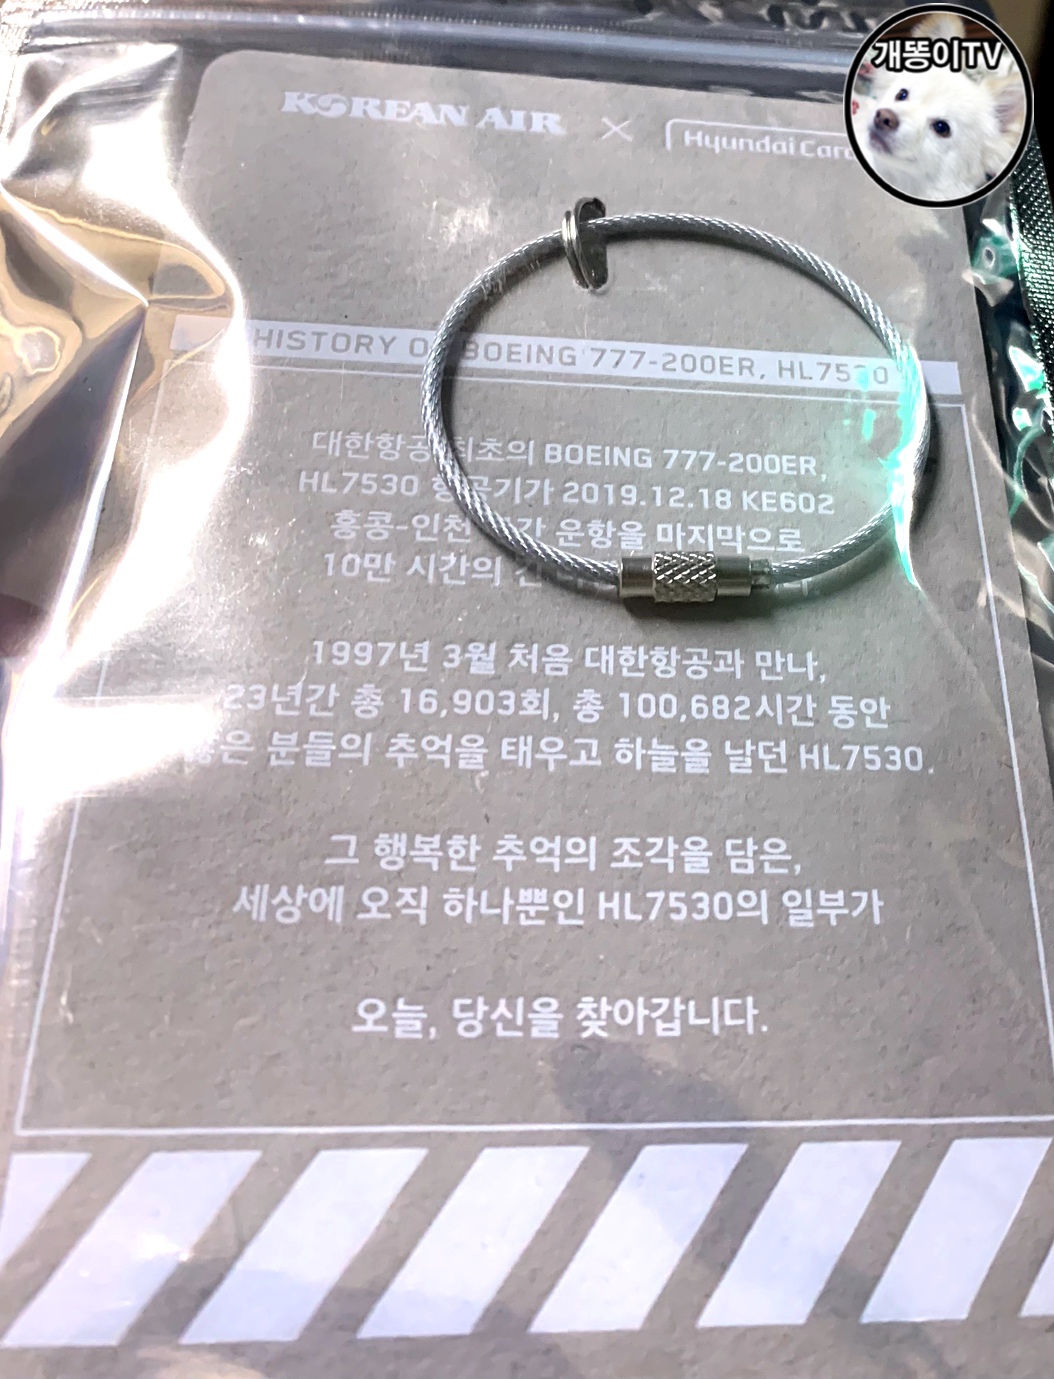 개똥이TV
KOREAN AIR × Hyundai Card
HISTORY OF BOEING 777-200ER, HL7530
대한항공 최초의 BOEING 777-200ER,
HL7530 항공기가 2019.12.18 KE602
홍콩-인천 구간 운항을 마지막으로
10만 시간의 긴
1997년 3월 처음 대한항공과 만나,
23년간 총 16,903회, 총 100,682시간 동안
많은 분들의 추억을 태우고 하늘을 날던 HL7530.
그 행복한 추억의 조각을 담은,
세상에 오직 하나뿐인 HL7530의 일부가
오늘, 당신을 찾아갑니다.